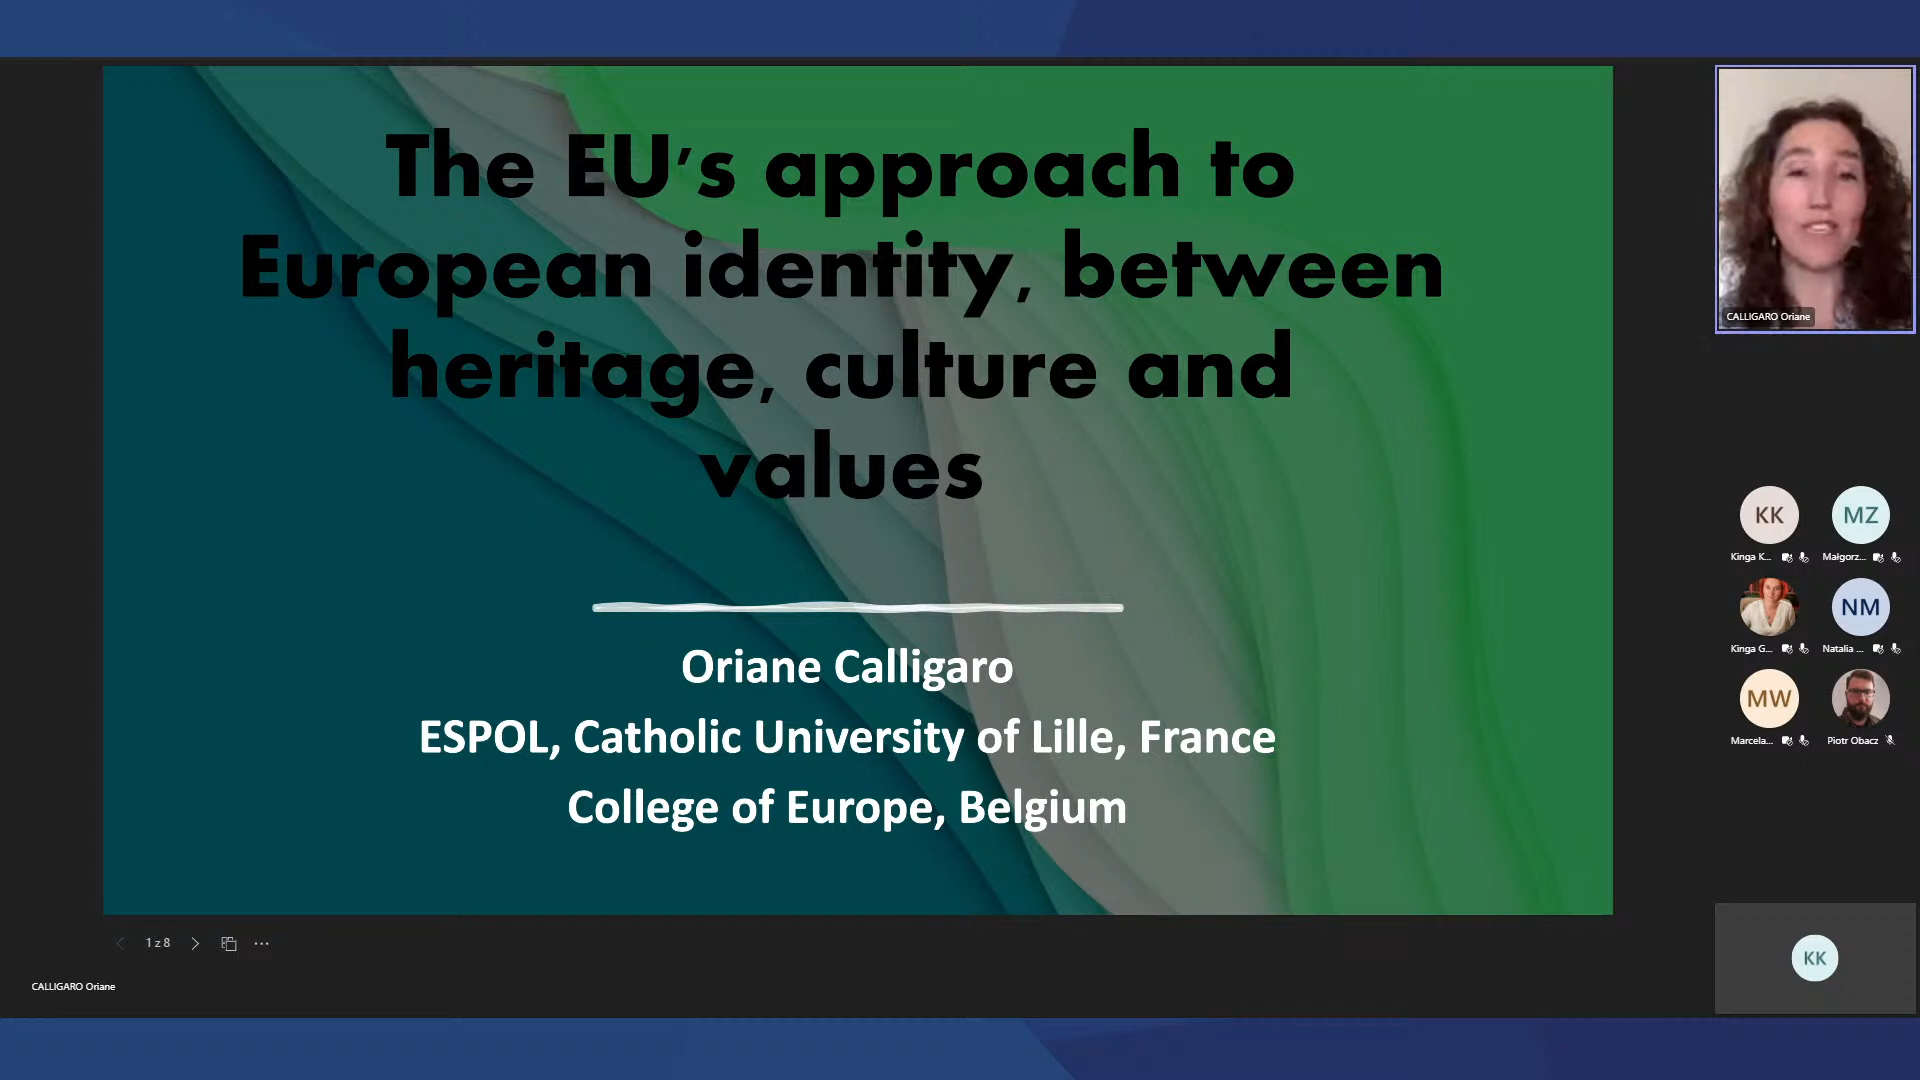 The EU's approach to
European identity, between
heritage, culture and
values
Oriane Calligaro
ESPOL, Catholic University of Lille, France
College of Europe, Belgium
1 z 8
CALLIGARO Oriane
CALLIGARO Oriane
KK
MZ
Kinga K...
Małgorz...
NM
Kinga G...
Natalia ...
MW
Marcela...
Piotr Obacz
KK